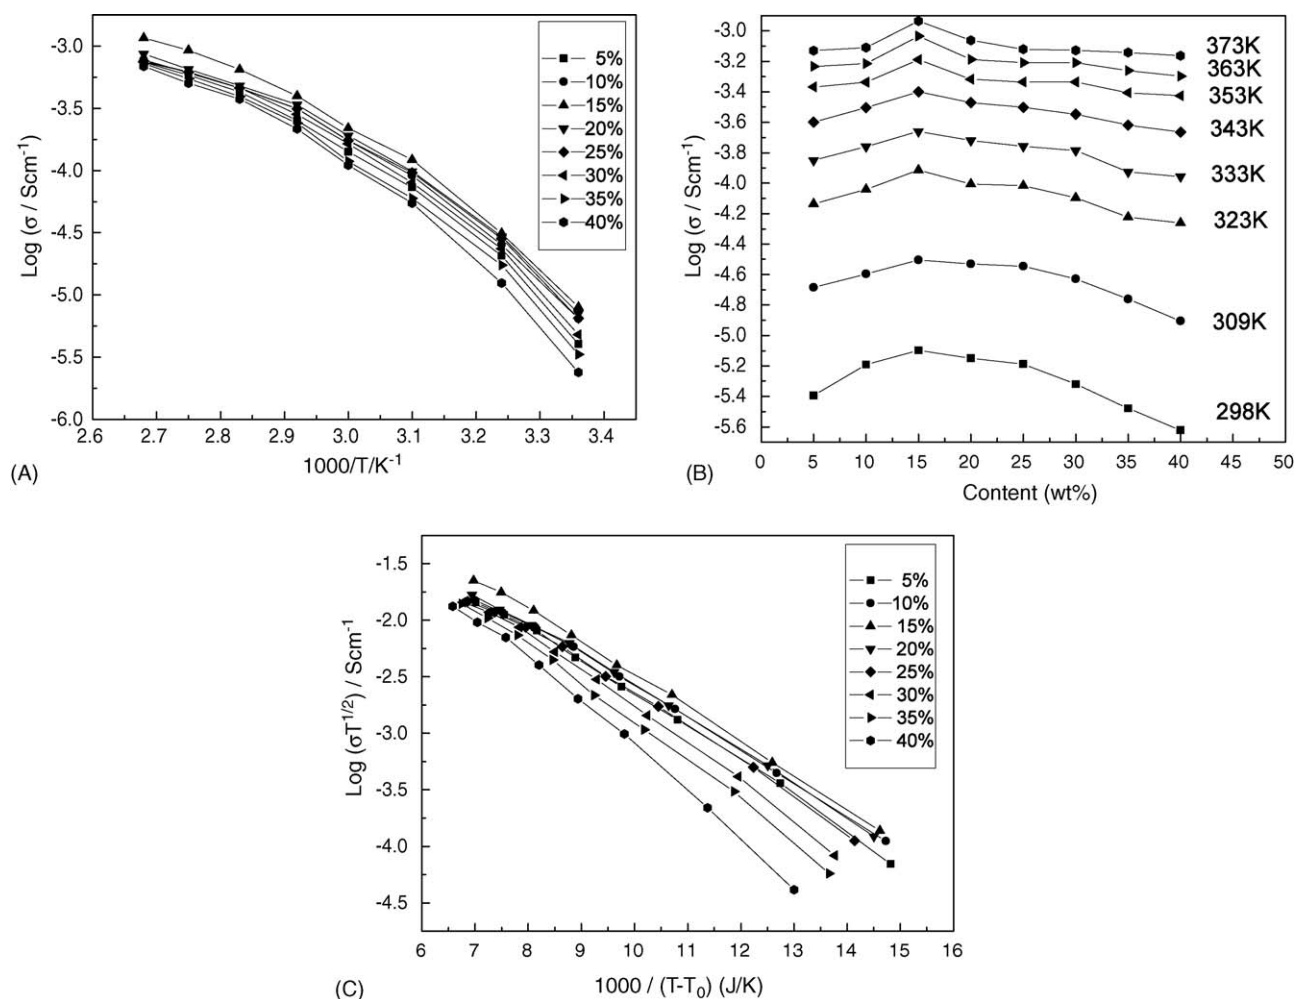 -3.0
-3.5
-4.0
-4.5
-5.0
-5.5
-6.0
Log (σ / Scm⁻¹)
2.6 2.7 2.8 2.9 3.0 3.1 3.2 3.3 3.4
1000/T/K⁻¹
5%
10%
15%
20%
25%
30%
35%
40%
(A)
-3.0
-3.2
-3.4
-3.6
-3.8
-4.0
-4.2
-4.4
-4.6
-4.8
-5.0
-5.2
-5.4
-5.6
Log (σ / Scm⁻¹)
373K
363K
353K
343K
333K
323K
309K
298K
0 5 10 15 20 25 30 35 40 45 50
Content (wt%)
(B)
-1.5
-2.0
-2.5
-3.0
-3.5
-4.0
-4.5
Log (σT¹/²) / Scm⁻¹
5%
10%
15%
20%
25%
30%
35%
40%
6 7 8 9 10 11 12 13 14 15 16
1000 / (T-T₀) (J/K)
(C)